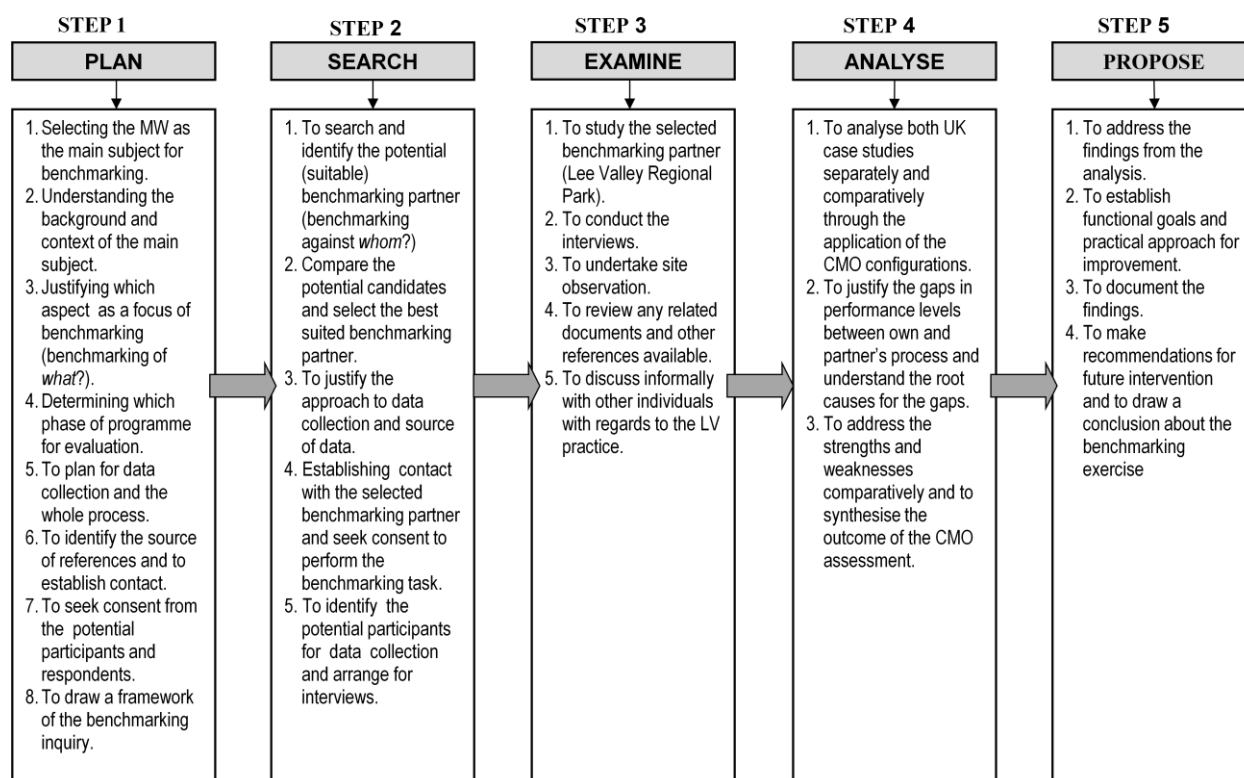 STEP 1
PLAN
1. Selecting the MW as
the main subject for
benchmarking.
2. Understanding the
background and
context of the main
subject.
3. Justifying which
aspect as a focus of
benchmarking
(benchmarking of
what?).
4. Determining which
phase of programme
for evaluation.
5. To plan for data
collection and the
whole process.
6. To identify the source
of references and to
establish contact.
7. To seek consent from
the potential
participants and
respondents.
8. To draw a framework
of the benchmarking
inquiry.
STEP 2
SEARCH
1. To search and
identify the potential
(suitable)
benchmarking partner
(benchmarking
against whom?)
2. Compare the
potential candidates
and select the best
suited benchmarking
partner.
3. To justify the
approach to data
collection and source
of data.
4. Establishing contact
with the selected
benchmarking partner
and seek consent to
perform the
benchmarking task.
5. To identify the
potential participants
for data collection
and arrange for
interviews.
STEP 3
EXAMINE
1. To study the selected
benchmarking partner
(Lee Valley Regional
Park).
2. To conduct the
interviews.
3. To undertake site
observation.
4. To review any related
documents and other
references available.
5. To discuss informally
with other individuals
with regards to the LV
practice.
STEP 4
ANALYSE
1. To analyse both UK
case studies
separately and
comparatively
through the
application of the
CMO configurations.
2. To justify the gaps in
performance levels
between own and
partner's process and
understand the root
causes for the gaps.
3. To address the
strengths and
weaknesses
comparatively and to
synthesise the
outcome of the CMO
assessment.
STEP 5
PROPOSE
1. To address the
findings from the
analysis.
2. To establish
functional goals and
practical approach for
improvement.
3. To document the
findings.
4. To make
recommendations for
future intervention
and to draw a
conclusion about the
benchmarking
exercise